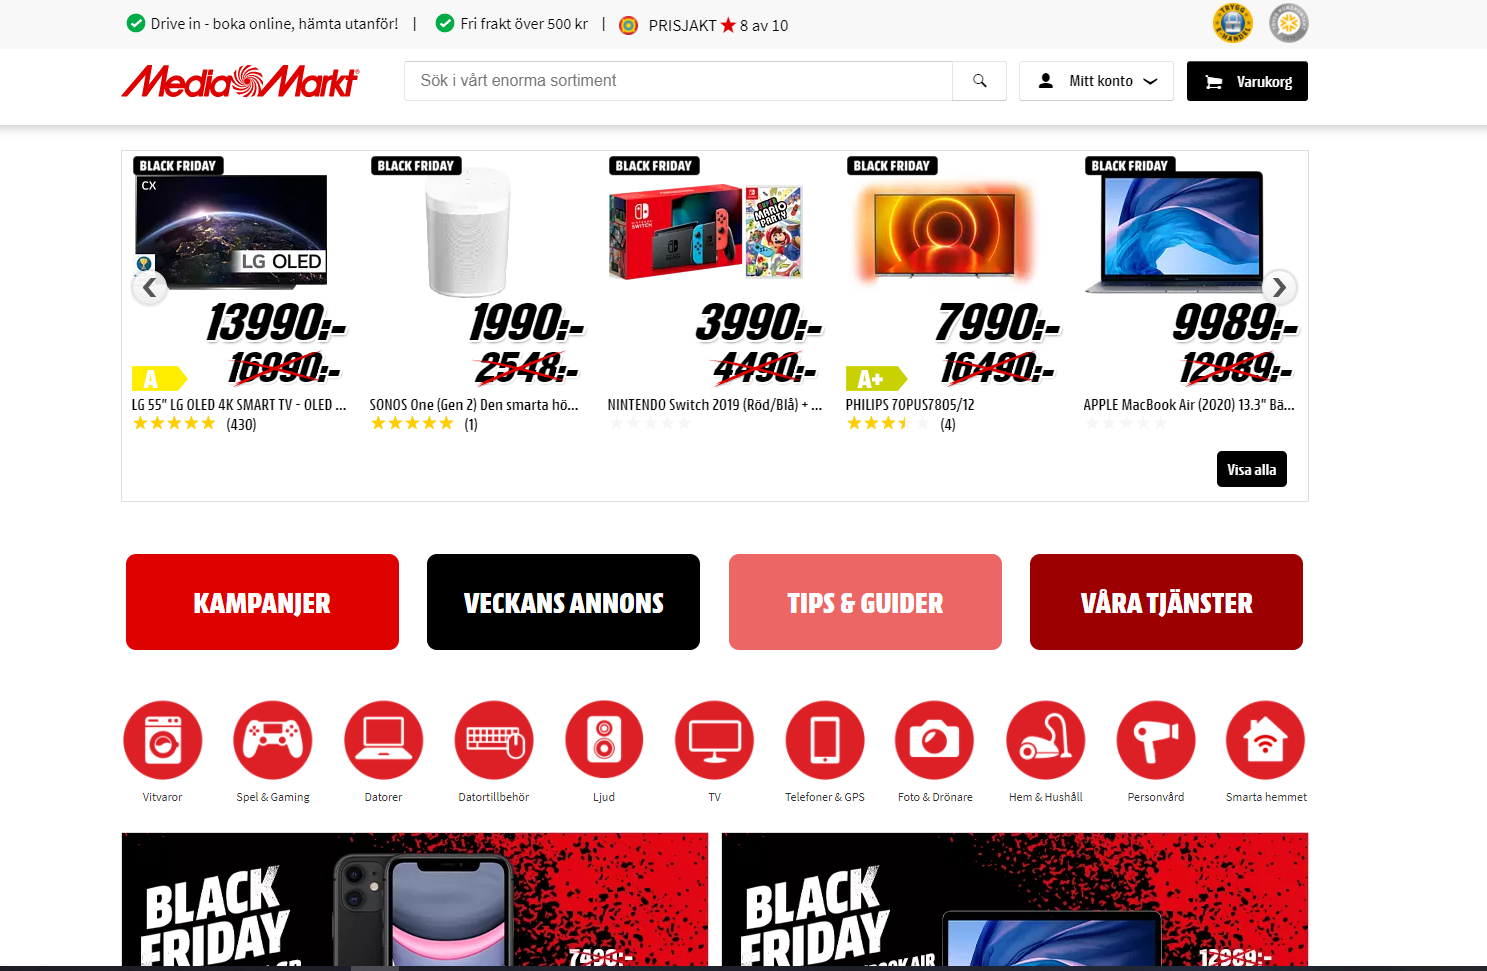 Drive in - boka online, hämta utanför! | Fri frakt över 500 kr | PRISJAKT 8 av 10
TRYGG
E-HANDEL
MediaMarkt
Sök i vårt enorma sortiment
Mitt konto
Varukorg
BLACK FRIDAY
CX
LG OLED
13990:-
16990:-
A
LG 55" LG OLED 4K SMART TV - OLED ...
(430)
BLACK FRIDAY
1990:-
2548:-
SONOS One (Gen 2) Den smarta hö...
(1)
BLACK FRIDAY
NINTENDO
SWITCH
SUPER
MARIO
PARTY
3990:-
4490:-
NINTENDO Switch 2019 (Röd/Blå) + ...
BLACK FRIDAY
7990:-
16490:-
A+
PHILIPS 70PUS7805/12
(4)
BLACK FRIDAY
9989:-
12989:-
APPLE MacBook Air (2020) 13.3" Bä...
Visa alla
KAMPANJER
VECKANS ANNONS
TIPS & GUIDER
VÅRA TJÄNSTER
Vitvaror
Spel & Gaming
Datorer
Datortillbehör
Ljud
TV
Telefoner & GPS
Foto & Drönare
Hem & Hushåll
Personvård
Smarta hemmet
BLACK
FRIDAY
7490:-
BLACK
FRIDAY
12989:-